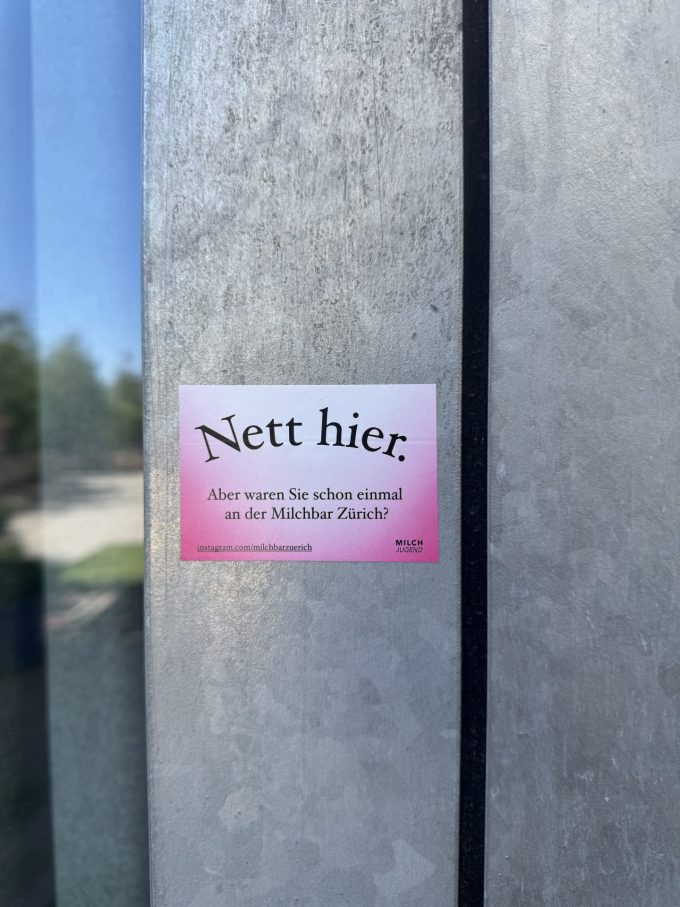 Nett hier.
Aber waren Sie schon einmal
an der Milchbar Zürich?
instagram.com/milchbarzuerich
MILCH
JUGEND